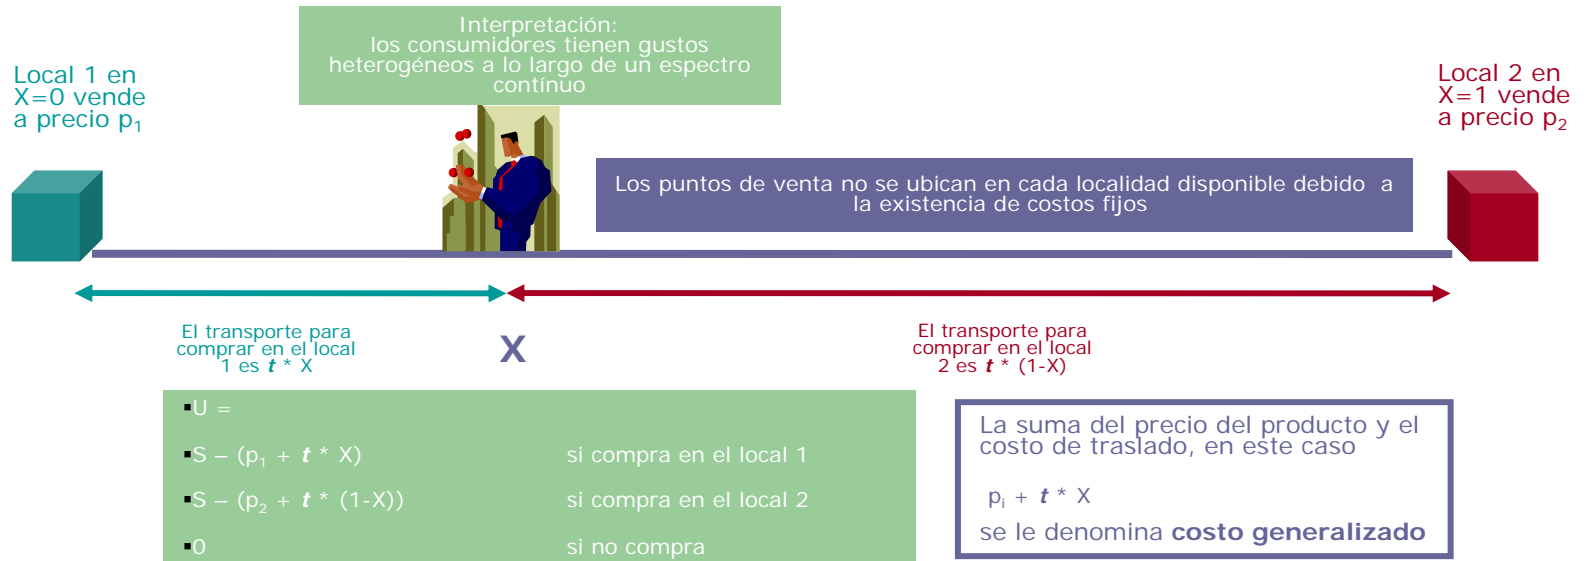 Interpretación:
los consumidores tienen gustos
heterogéneos a lo largo de un espectro
contínuo
Local 1 en
X=0 vende
a precio p₁
Local 2 en
X=1 vende
a precio p₂
Los puntos de venta no se ubican en cada localidad disponible debido a
la existencia de costos fijos
El transporte para
comprar en el local
1 es t * X
X
El transporte para
comprar en el local
2 es t * (1-X)
▪U =
▪S – (p₁ + t * X) si compra en el local 1
▪S – (p₂ + t * (1-X)) si compra en el local 2
▪0 si no compra
La suma del precio del producto y el
costo de traslado, en este caso
pᵢ + t * X
se le denomina costo generalizado